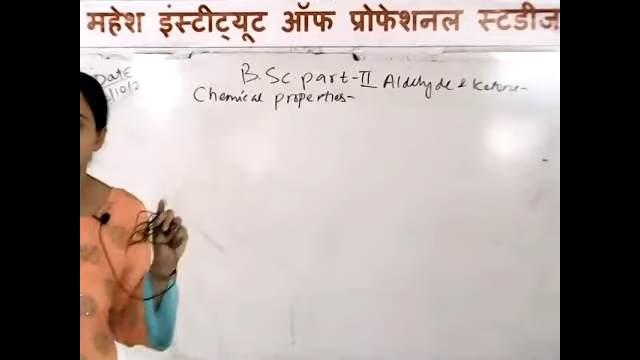 महेश इंस्टीट्यूट ऑफ प्रोफेशनल स्टडीज
Date
B.Sc. part-II Aldehyde & Ketone-
Chemical properties-